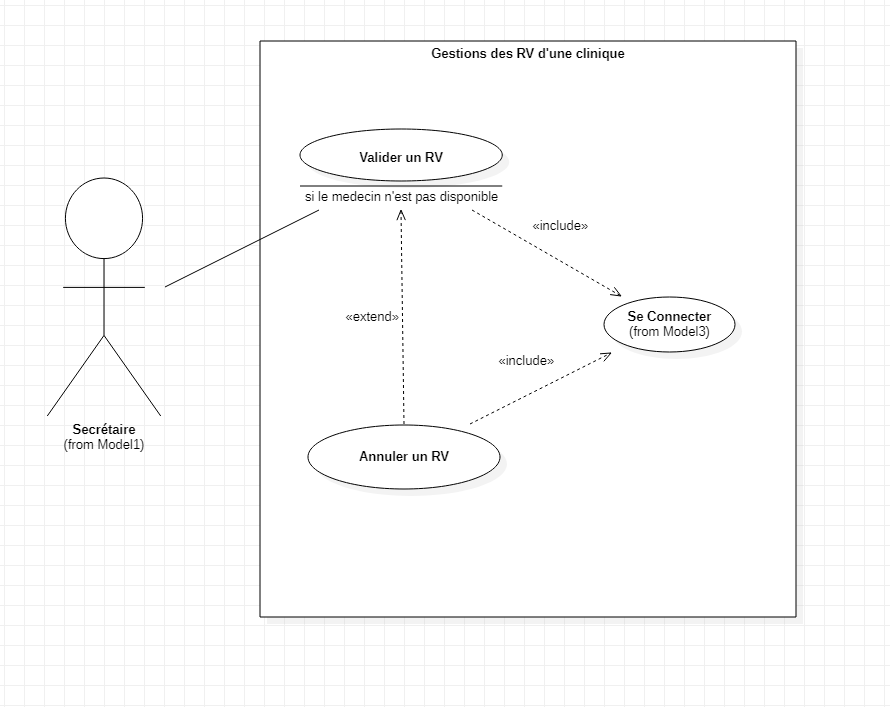 Gestions des RV d'une clinique
Valider un RV
si le medecin n'est pas disponible
«include»
«extend»
Se Connecter
(from Model3)
«include»
Secrétaire
(from Model1)
Annuler un RV